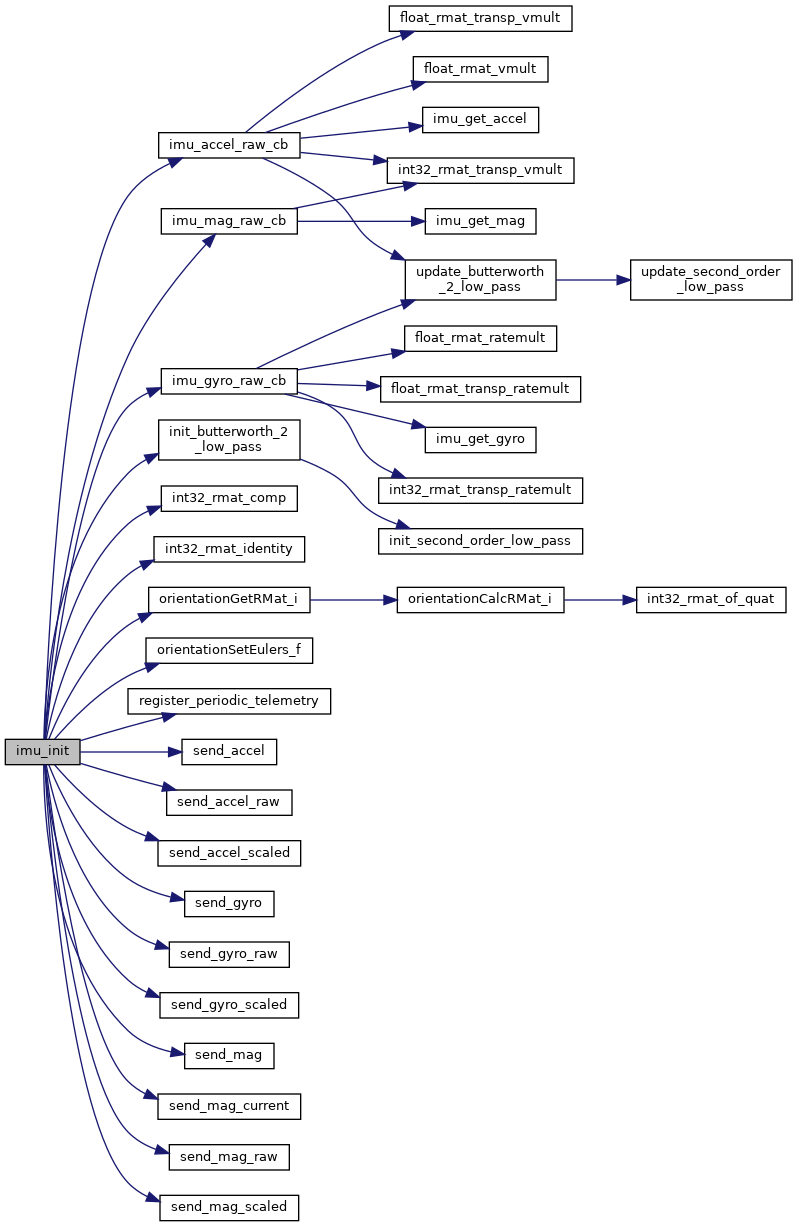 float_rmat_transp_vmult
float_rmat_vmult
imu_get_accel
imu_accel_raw_cb
int32_rmat_transp_vmult
imu_mag_raw_cb
imu_get_mag
update_butterworth
_2_low_pass
update_second_order
_low_pass
float_rmat_ratemult
imu_gyro_raw_cb
float_rmat_transp_ratemult
init_butterworth_2
_low_pass
imu_get_gyro
int32_rmat_comp
int32_rmat_transp_ratemult
init_second_order_low_pass
int32_rmat_identity
orientationGetRMat_i
orientationCalcRMat_i
int32_rmat_of_quat
orientationSetEulers_f
register_periodic_telemetry
imu_init
send_accel
send_accel_raw
send_accel_scaled
send_gyro
send_gyro_raw
send_gyro_scaled
send_mag
send_mag_current
send_mag_raw
send_mag_scaled